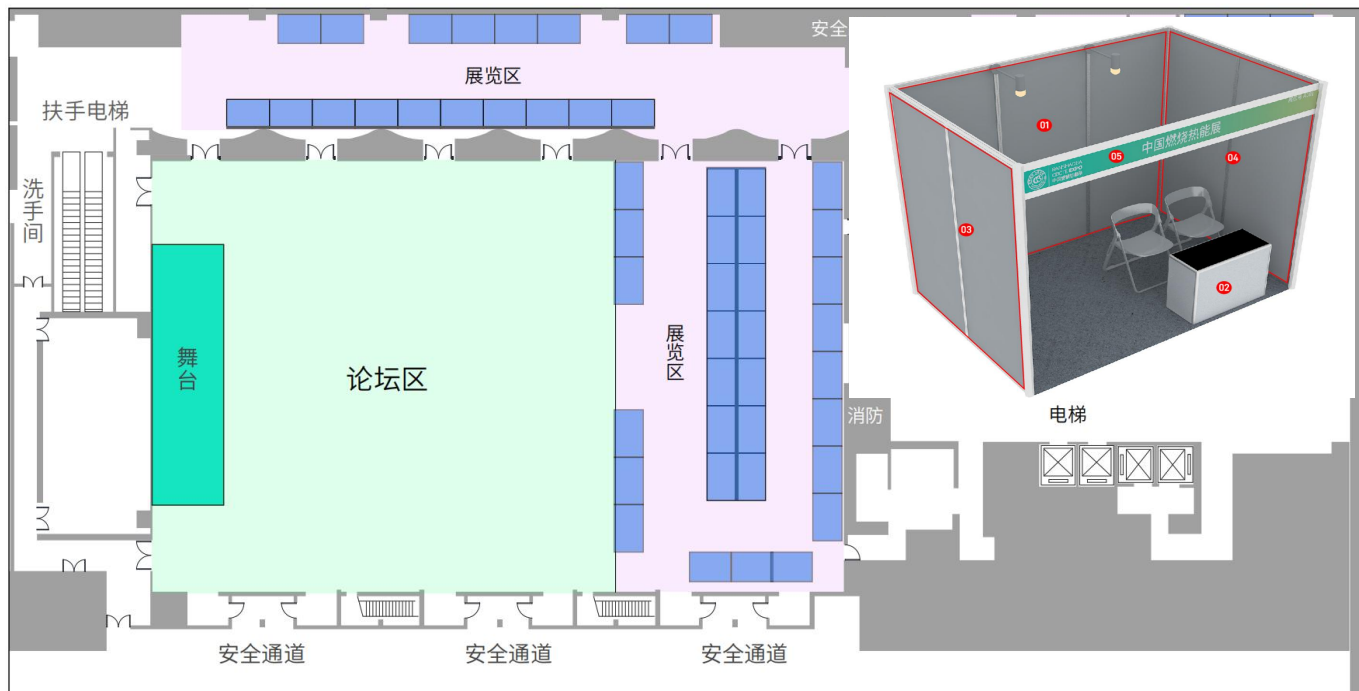 安全
展览区
扶手电梯
洗手间
舞台
论坛区
展览区
01
05
中国燃烧热能展
04
03
02
消防
电梯
安全通道
安全通道
安全通道